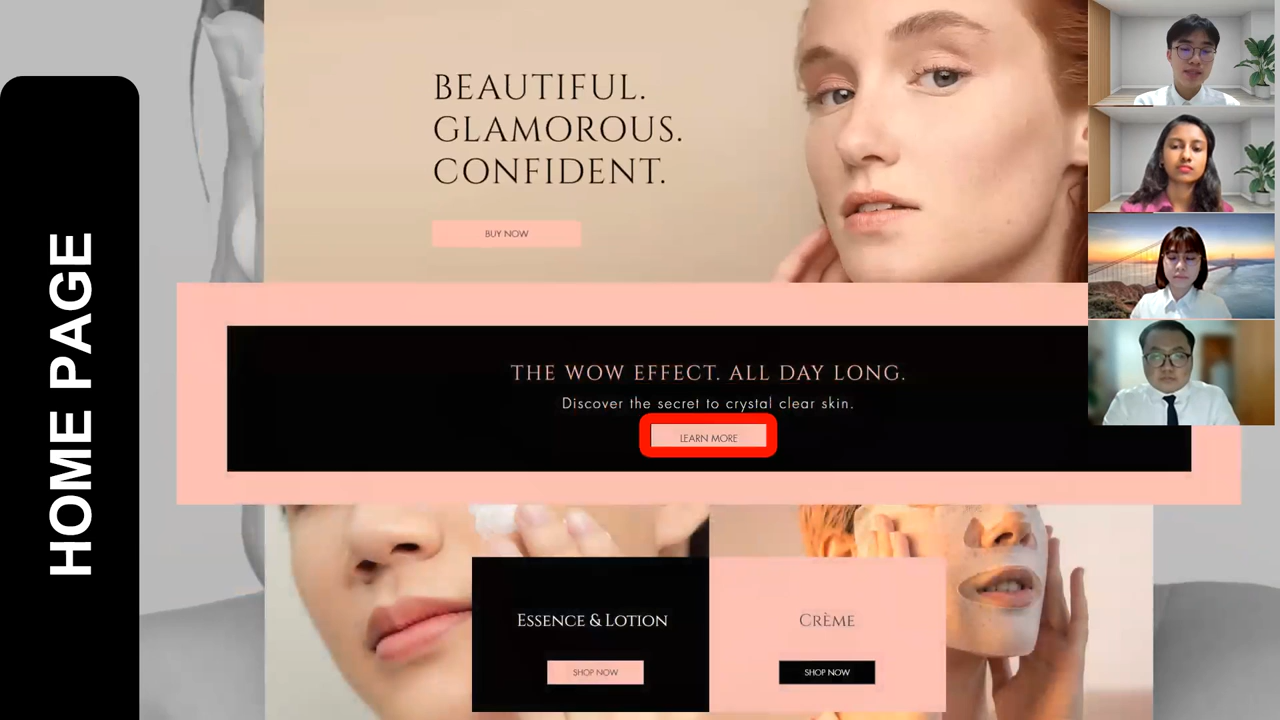 HOME PAGE
BEAUTIFUL.
GLAMOROUS.
CONFIDENT.
BUY NOW
THE WOW EFFECT. ALL DAY LONG.
Discover the secret to crystal clear skin.
LEARN MORE
ESSENCE & LOTION
SHOP NOW
CRÈME
SHOP NOW